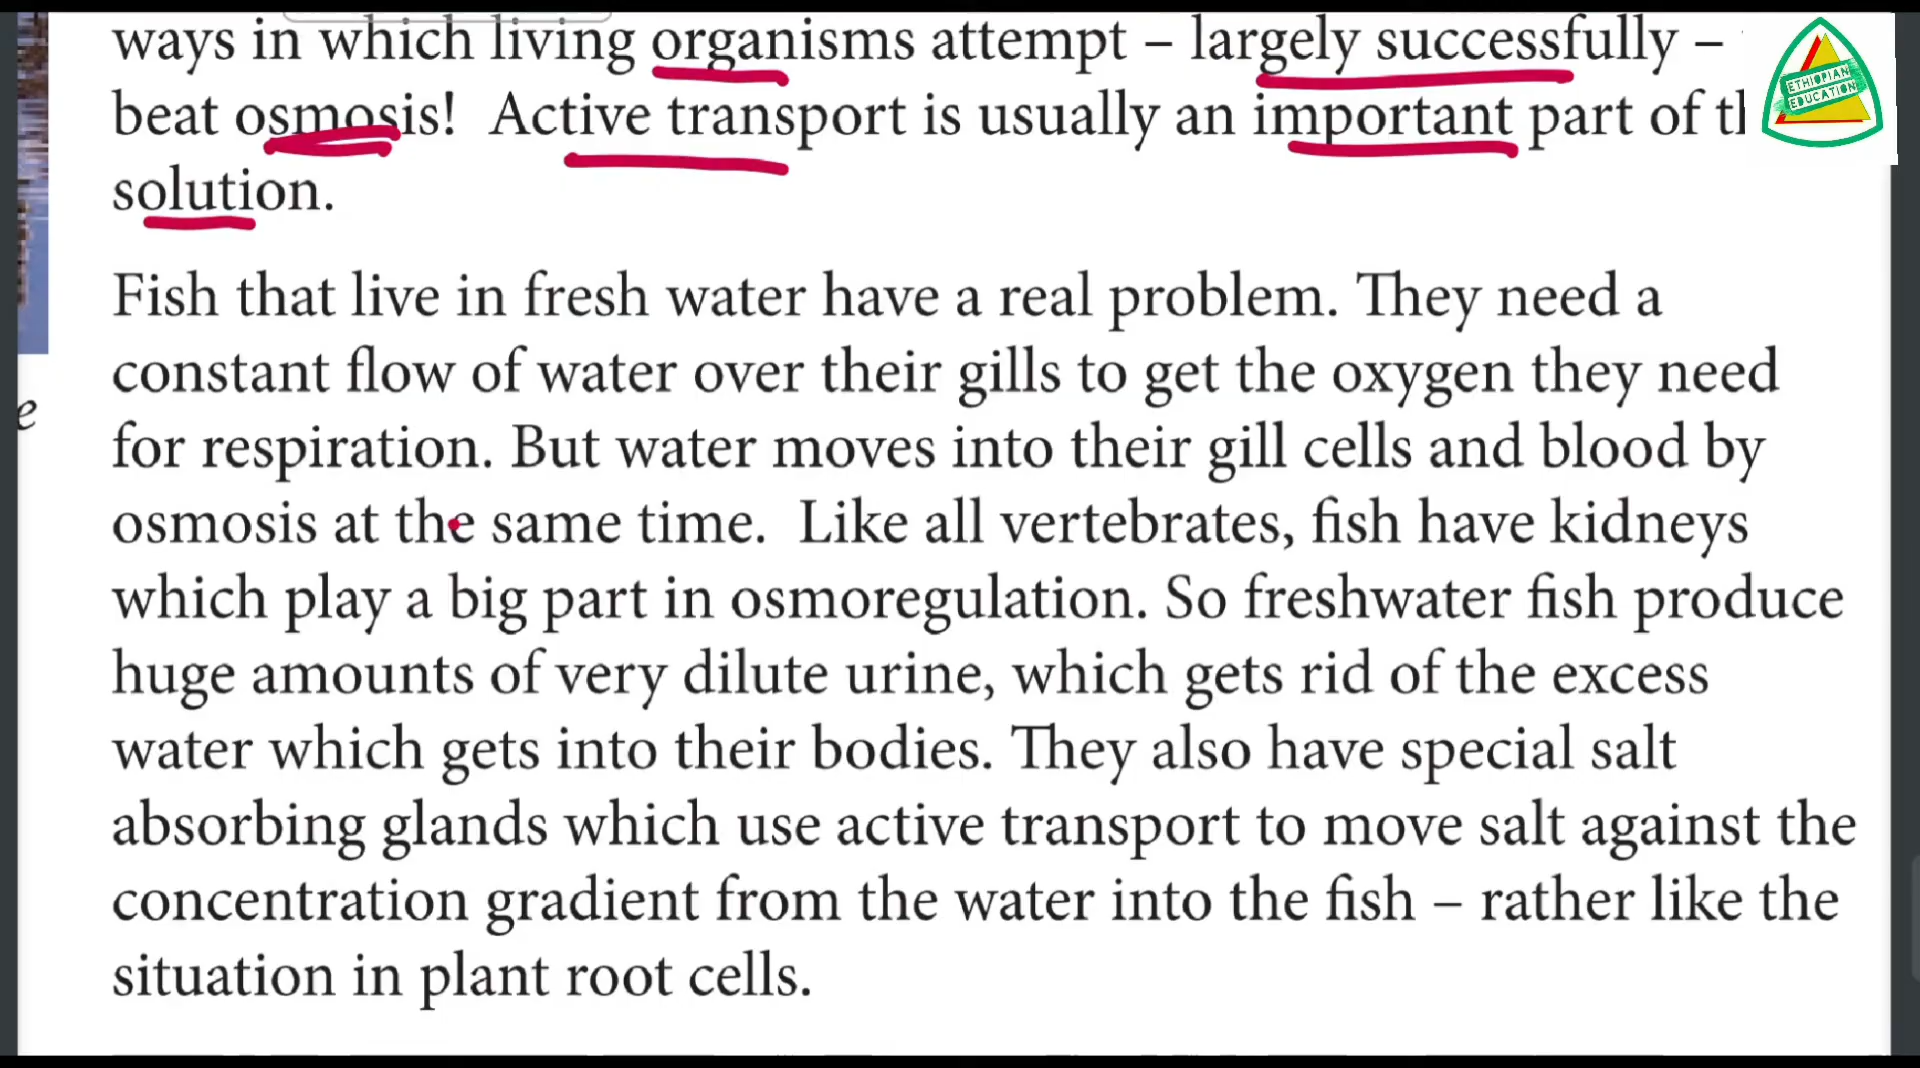 ways in which living organisms attempt – largely successfully –
beat osmosis! Active transport is usually an important part of
solution.
Fish that live in fresh water have a real problem. They need a
constant flow of water over their gills to get the oxygen they need
for respiration. But water moves into their gill cells and blood by
osmosis at the same time. Like all vertebrates, fish have kidneys
which play a big part in osmoregulation. So freshwater fish produce
huge amounts of very dilute urine, which gets rid of the excess
water which gets into their bodies. They also have special salt
absorbing glands which use active transport to move salt against the
concentration gradient from the water into the fish – rather like the
situation in plant root cells.
e
ETHIOPIAN
EDUCATION